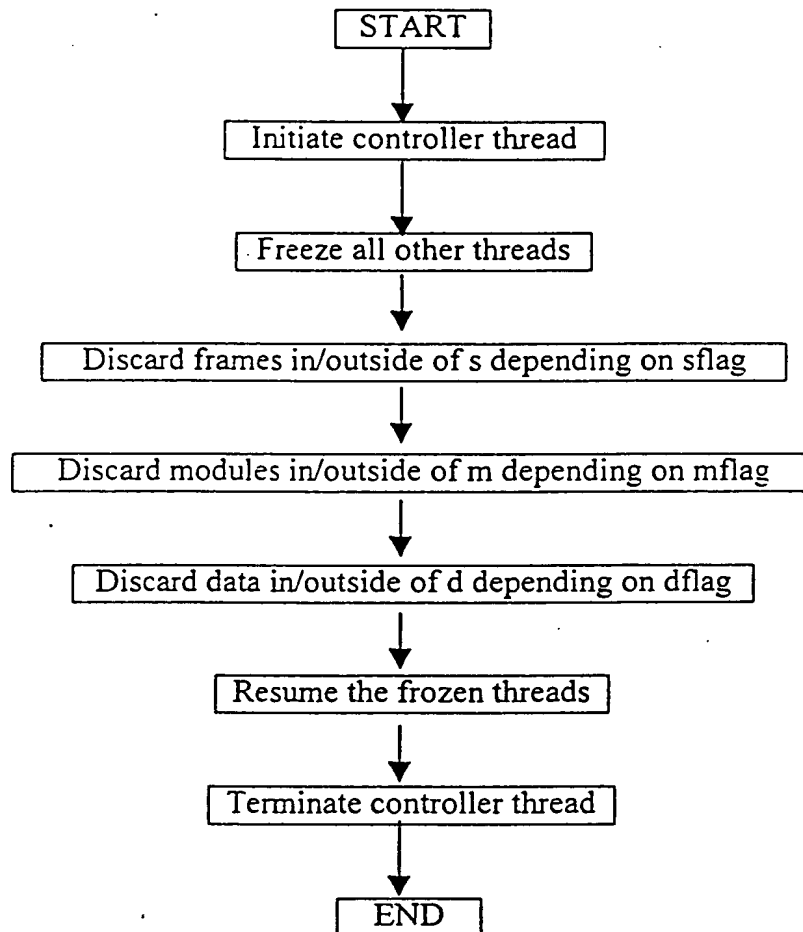 START
Initiate controller thread
Freeze all other threads
Discard frames in/outside of s depending on sflag
Discard modules in/outside of m depending on mflag
Discard data in/outside of d depending on dflag
Resume the frozen threads
Terminate controller thread
END